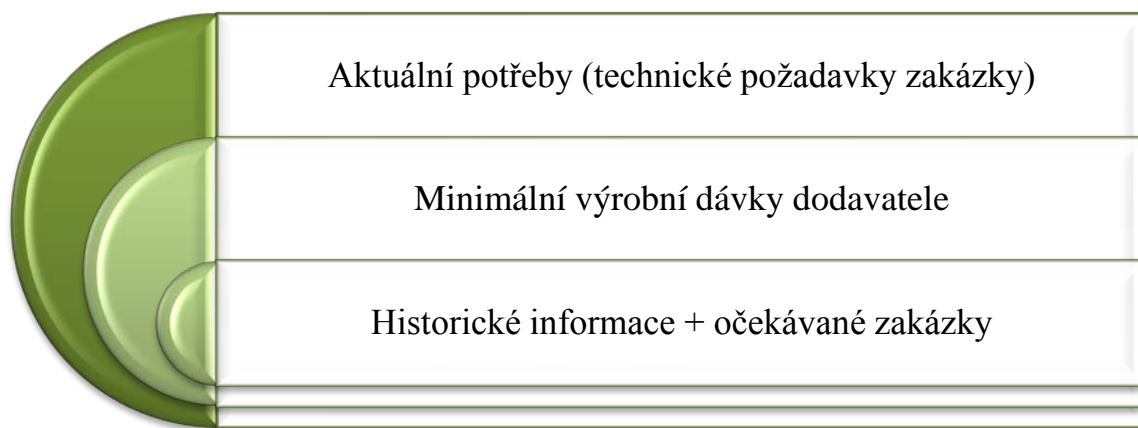 Aktuální potřeby (technické požadavky zakázky)
Minimální výrobní dávky dodavatele
Historické informace + očekávané zakázky